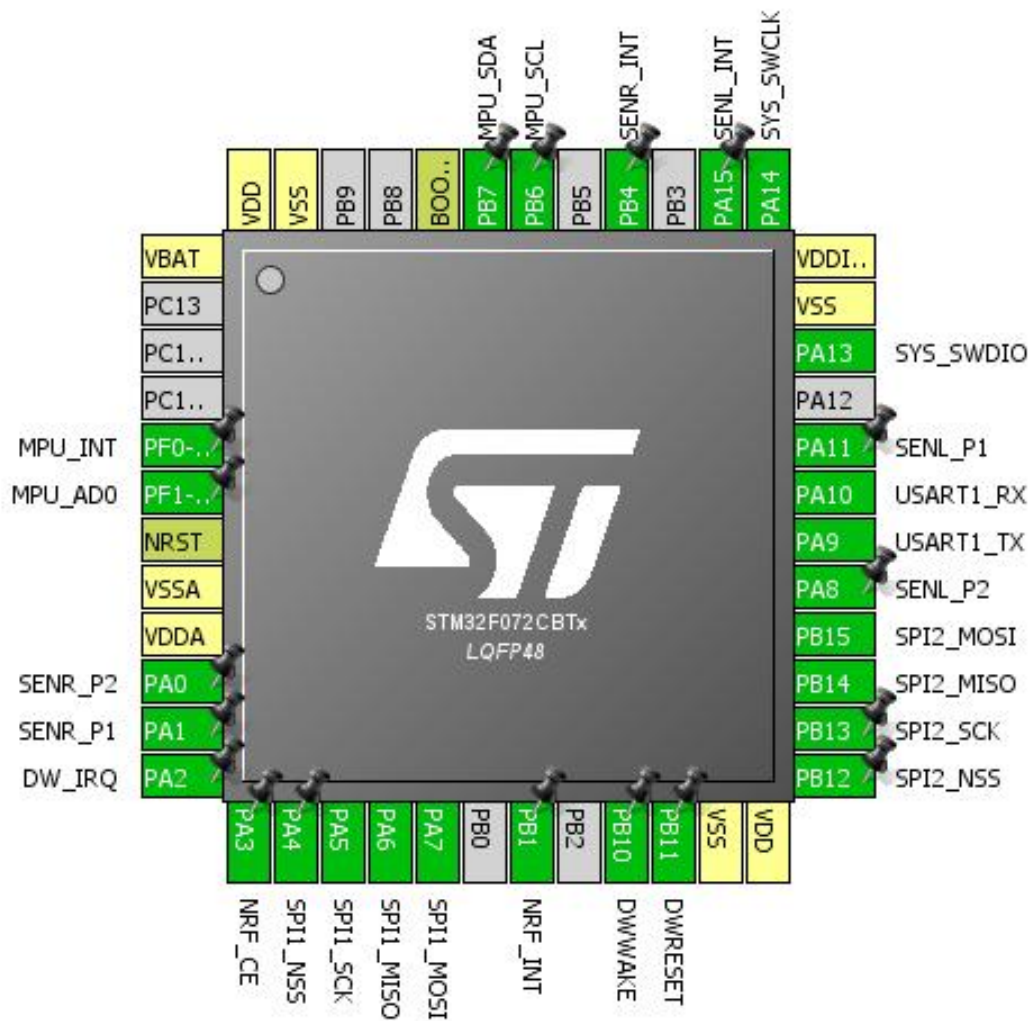 MPU_SDA
MPU_SCL
SENR_INT
SENL_INT
SYS_SWCLK
VDD
VSS
PB9
PB8
BOO..
PB7
PB6
PB5
PB4
PB3
PA15
PA14
VBAT
PC13
PC1..
PC1..
MPU_INT PF0-..
MPU_AD0 PF1-..
NRST
VSSA
VDDA
SENR_P2 PA0
SENR_P1 PA1
DW_IRQ PA2
STM32F072CBTx
LQFP48
VDDI..
VSS
PA13 SYS_SWDIO
PA12
PA11 SENL_P1
PA10 USART1_RX
PA9 USART1_TX
PA8 SENL_P2
PB15 SPI2_MOSI
PB14 SPI2_MISO
PB13 SPI2_SCK
PB12 SPI2_NSS
PA3
PA4
PA5
PA6
PA7
PB0
PB1
PB2
PB10
PB11
VSS
VDD
NRF_CE
SPI1_NSS
SPI1_SCK
SPI1_MISO
SPI1_MOSI
NRF_INT
DWWAKE
DWRESET